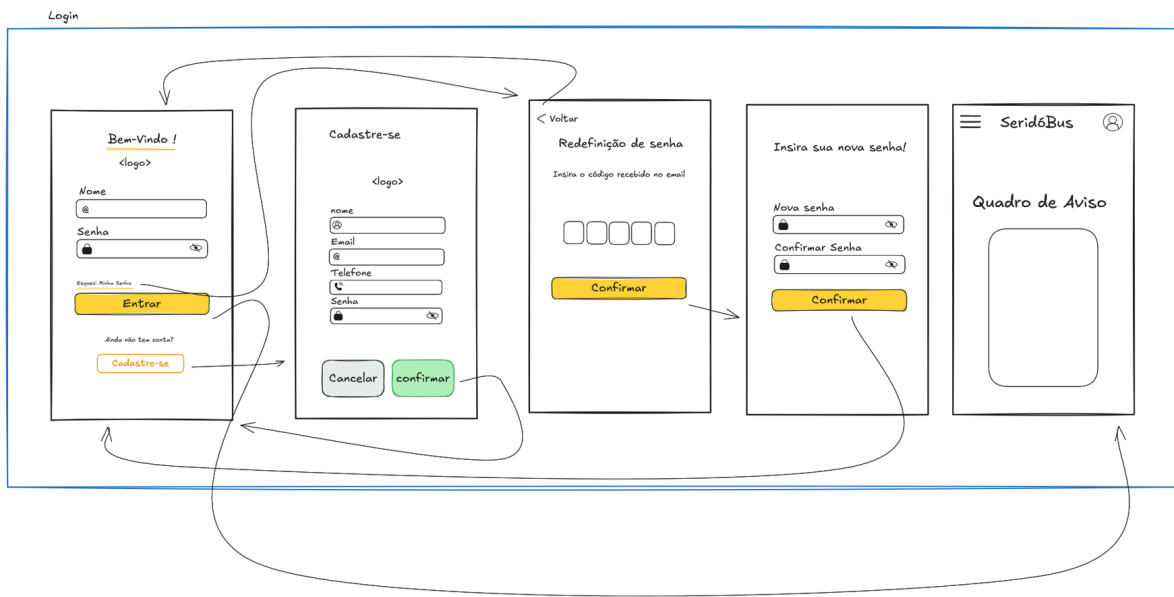 Login
Bem-Vindo !
<logo>
Nome
@
Senha
Esqueci Minha Senha
Entrar
Ainda não tem conta?
Cadastre-se
Cadastre-se
<logo>
nome
Email
@
Telefone
Senha
Cancelar
confirmar
< Voltar
Redefinição de senha
Insira o código recebido no email
Confirmar
Insira sua nova senha!
Nova senha
Confirmar Senha
Confirmar
SeridóBus
Quadro de Aviso